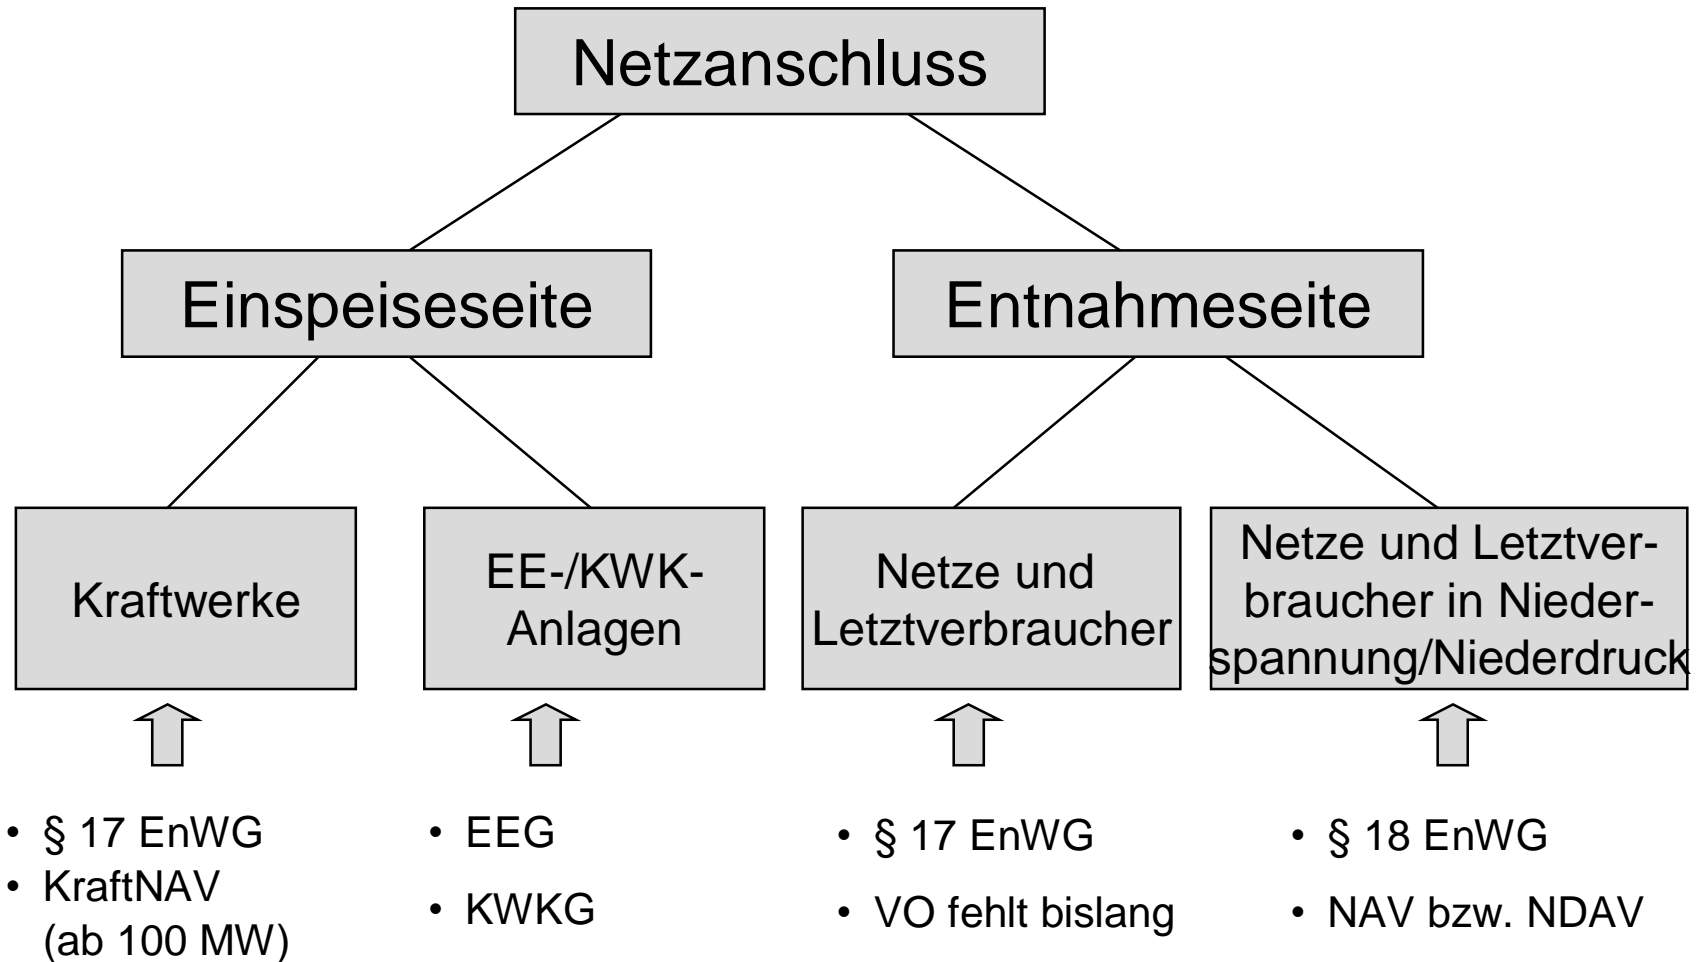 Netzanschluss
Einspeiseseite
Entnahmeseite
Kraftwerke
EE-/KWK-
Anlagen
Netze und
Letztverbraucher
Netze und Letztver-
braucher in Nieder-
spannung/Niederdruck
• § 17 EnWG
• KraftNAV
(ab 100 MW)
• EEG
• KWKG
• § 17 EnWG
• VO fehlt bislang
• § 18 EnWG
• NAV bzw. NDAV